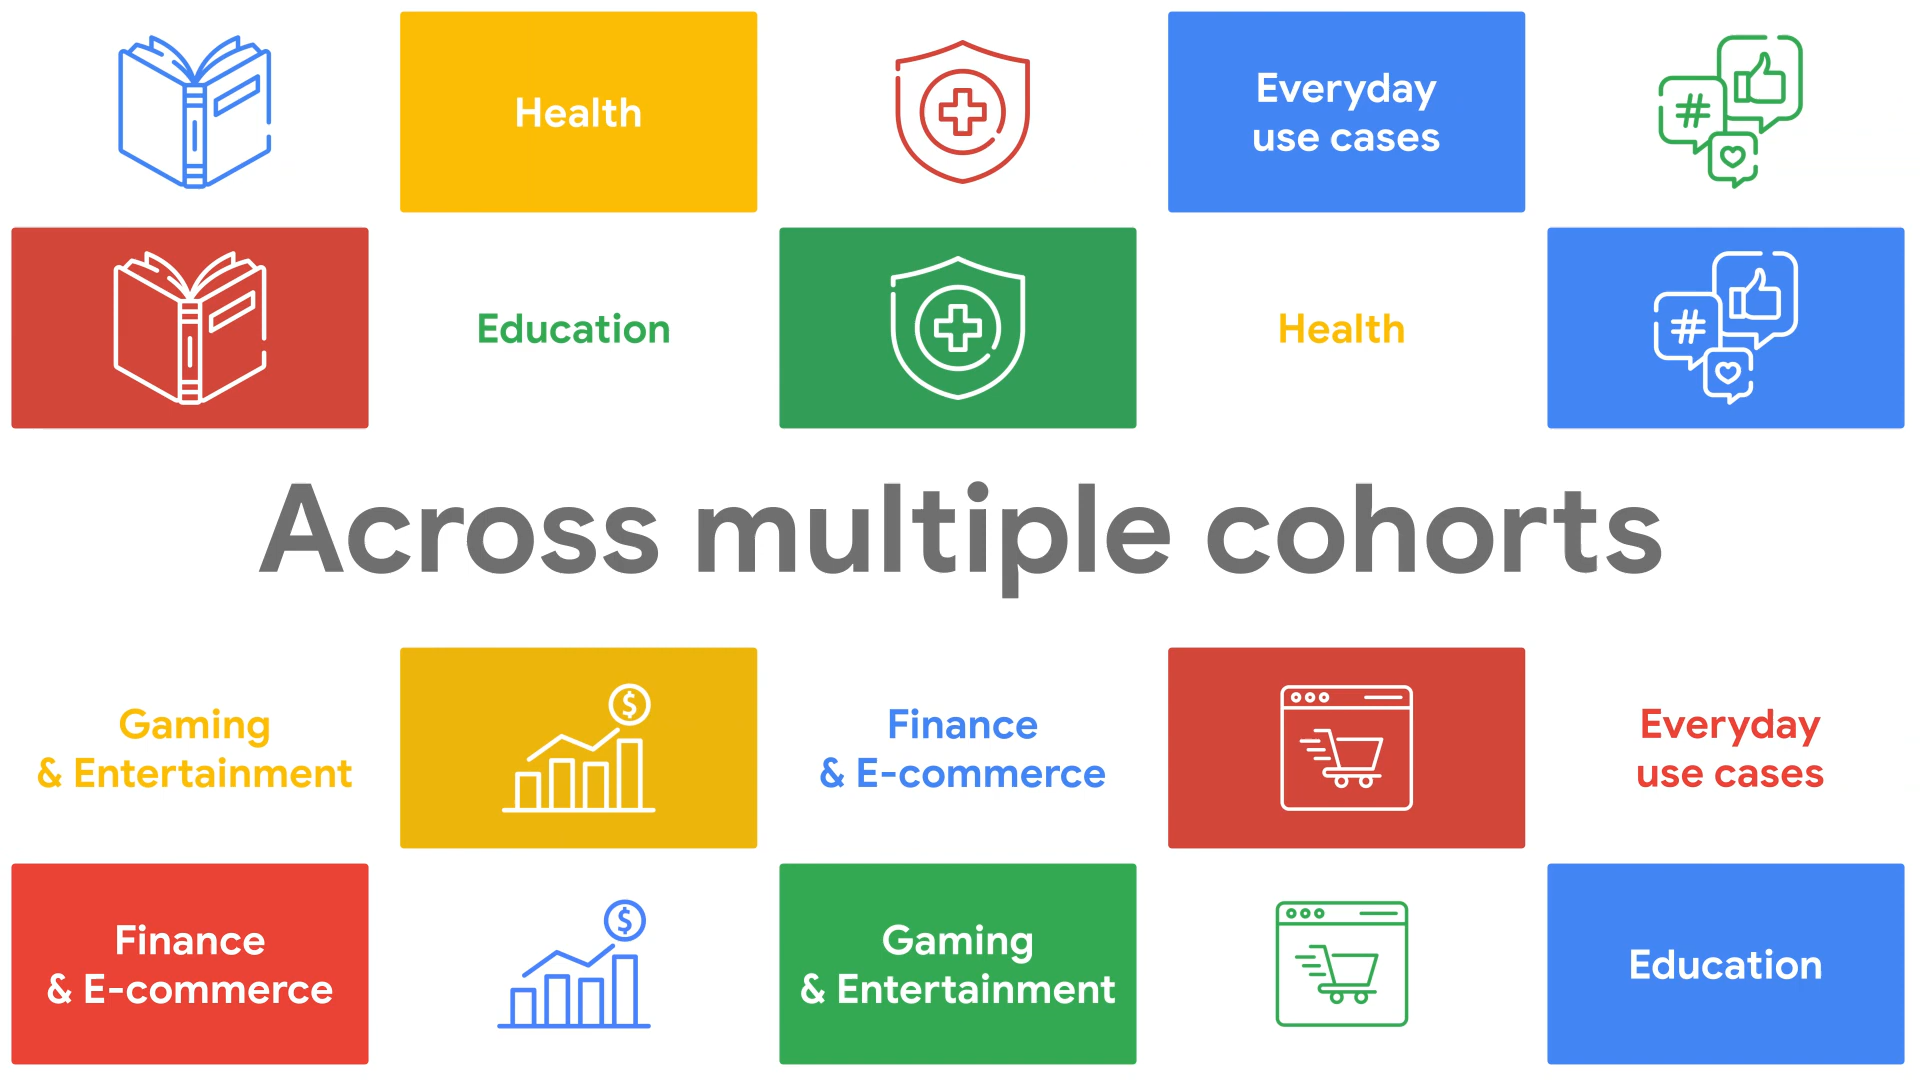 Health
Everyday
use cases
#
Education
Health
#
Across multiple cohorts
Gaming
& Entertainment
$
Finance
& E-commerce
Everyday
use cases
Finance
& E-commerce
$
Gaming
& Entertainment
Education